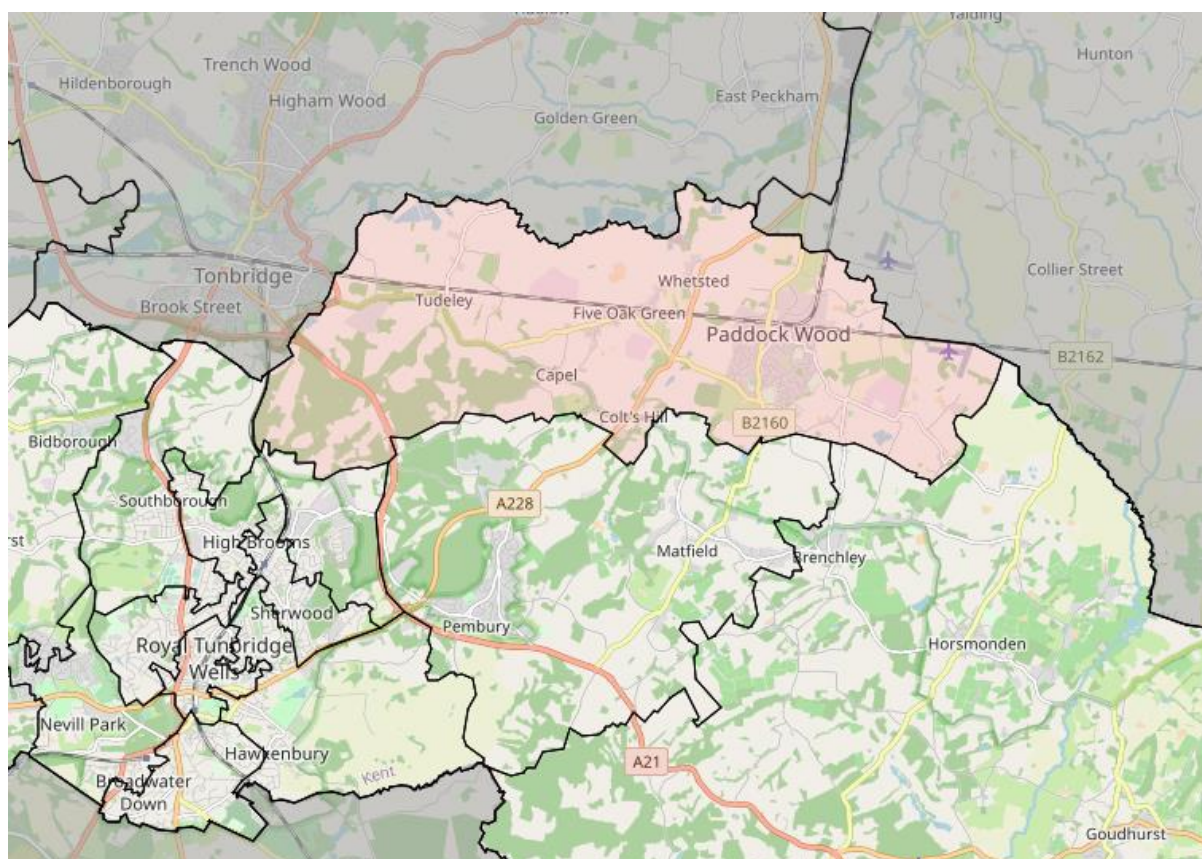 Yalding
Hunton
Trench Wood
Hildenborough
Higham Wood
East Peckham
Golden Green
Tonbridge
Brook Street
Collier Street
Whetsted
Tudeley
Five Oak Green
Paddock Wood
B2162
Capel
Colt's Hill
B2160
Bidborough
Southborough
A228
High Brooms
Matfield
Brenchley
Sherwood
Pembury
Royal Tunbridge
Wells
Horsmonden
Nevill Park
Hawkenbury
Kent
A21
Broadwater
Down
Goudhurst